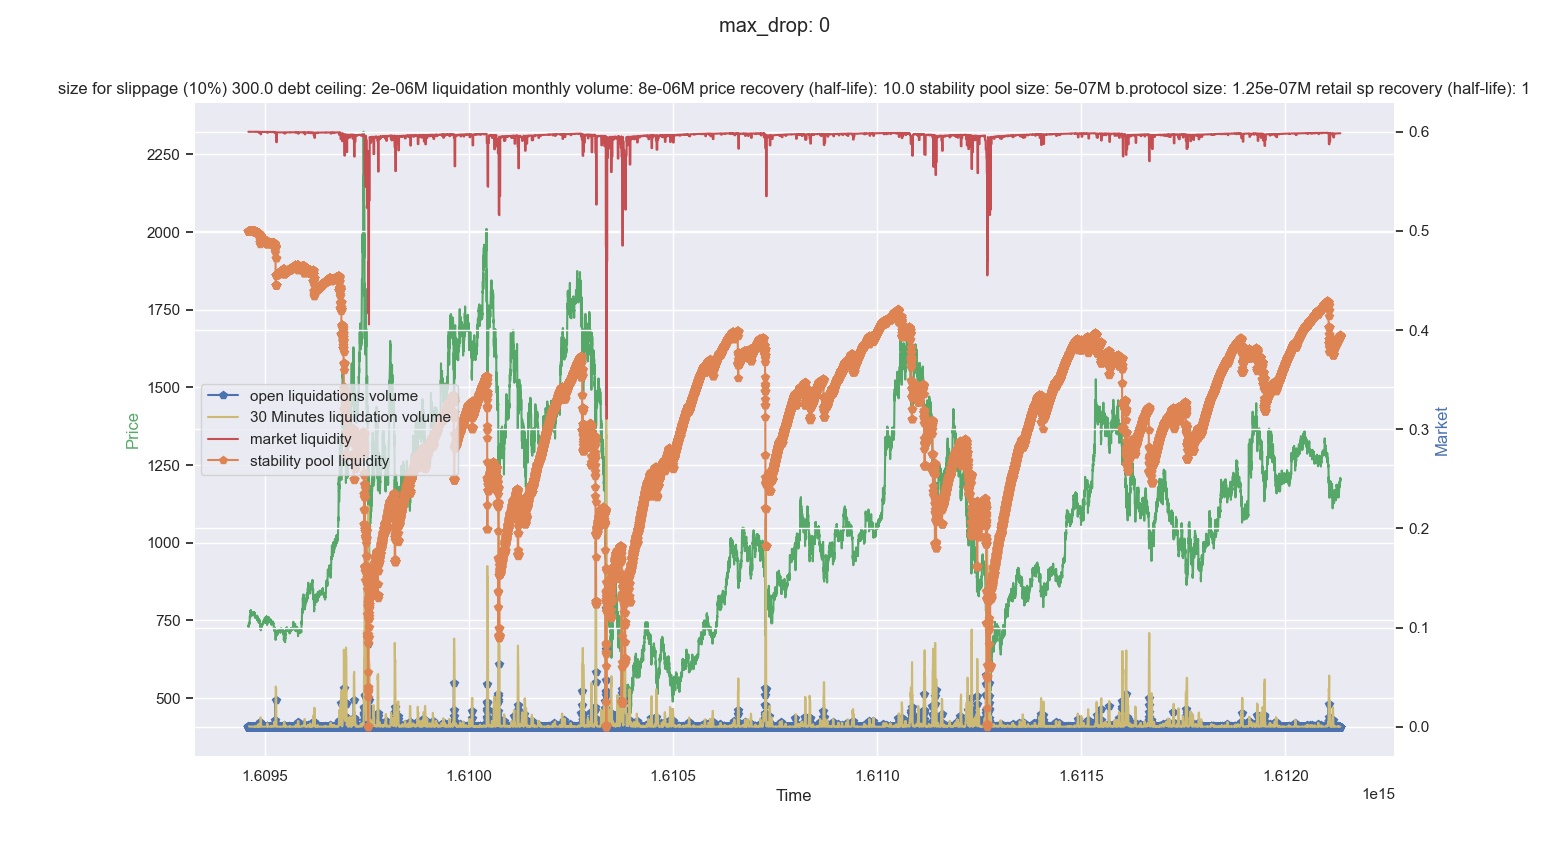 max_drop: 0
size for slippage (10%) 300.0 debt ceiling: 2e-06M liquidation monthly volume: 8e-06M price recovery (half-life): 10.0 stability pool size: 5e-07M b.protocol size: 1.25e-07M retail sp recovery (half-life): 1
2250
2000
1750
1500
1250
1000
750
500
Price
0.6
0.5
0.4
0.3
0.2
0.1
0.0
Market
open liquidations volume
30 Minutes liquidation volume
market liquidity
stability pool liquidity
1.6095 1.6100 1.6105 1.6110 1.6115 1.6120
Time
1e15